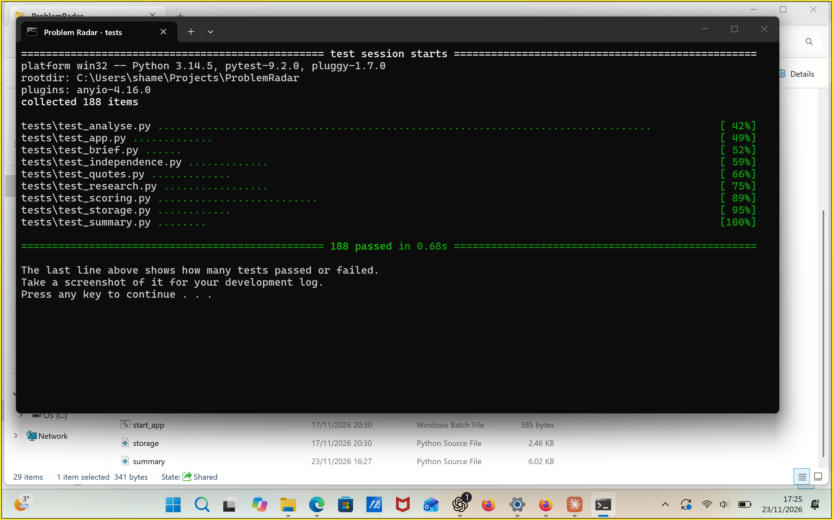 ProblemRadar
Problem Radar - tests
============================================== test session starts ==============================================
platform win32 -- Python 3.14.5, pytest-9.2.0, pluggy-1.7.0
rootdir: C:\Users\shame\Projects\ProblemRadar
plugins: anyio-4.16.0
collected 188 items
tests\test_analyse.py ................................................................................ [ 42%]
tests\test_app.py ............. [ 49%]
tests\test_brief.py ...... [ 52%]
tests\test_independence.py ............. [ 59%]
tests\test_quotes.py ............. [ 66%]
tests\test_research.py ................. [ 75%]
tests\test_scoring.py .......................... [ 89%]
tests\test_storage.py ............ [ 95%]
tests\test_summary.py ........ [100%]
============================================== 188 passed in 0.68s ==============================================
The last line above shows how many tests passed or failed.
Take a screenshot of it for your development log.
Press any key to continue . . .
Details
OS (C:)
start_app 17/11/2026 20:30 Windows Batch File 385 bytes
Network
storage 17/11/2026 20:30 Python Source File 2.46 KB
summary 23/11/2026 16:27 Python Source File 6.02 KB
29 items 1 item selected 341 bytes State: Shared
3°
1
17:25
23/11/2026